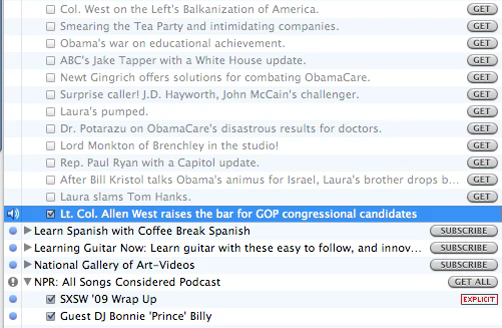 Col. West on the Left's Balkanization of America. GET
Smearing the Tea Party and intimidating companies. GET
Obama's war on educational achievement. GET
ABC's Jake Tapper with a White House update. GET
Newt Gingrich offers solutions for combating ObamaCare. GET
Surprise caller! J.D. Hayworth, John McCain's challenger. GET
Laura's pumped. GET
Dr. Potarazu on ObamaCare's disastrous results for doctors. GET
Lord Monkton of Brenchley in the studio! GET
Rep. Paul Ryan with a Capitol update. GET
After Bill Kristol talks Obama's animus for Israel, Laura's brother drops b... GET
Laura slams Tom Hanks. GET
Lt. Col. Allen West raises the bar for GOP congressional candidates
Learn Spanish with Coffee Break Spanish SUBSCRIBE
Learning Guitar Now: Learn guitar with these easy to follow, and innov... SUBSCRIBE
National Gallery of Art-Videos SUBSCRIBE
NPR: All Songs Considered Podcast GET ALL
SXSW '09 Wrap Up EXPLICIT
Guest DJ Bonnie 'Prince' Billy